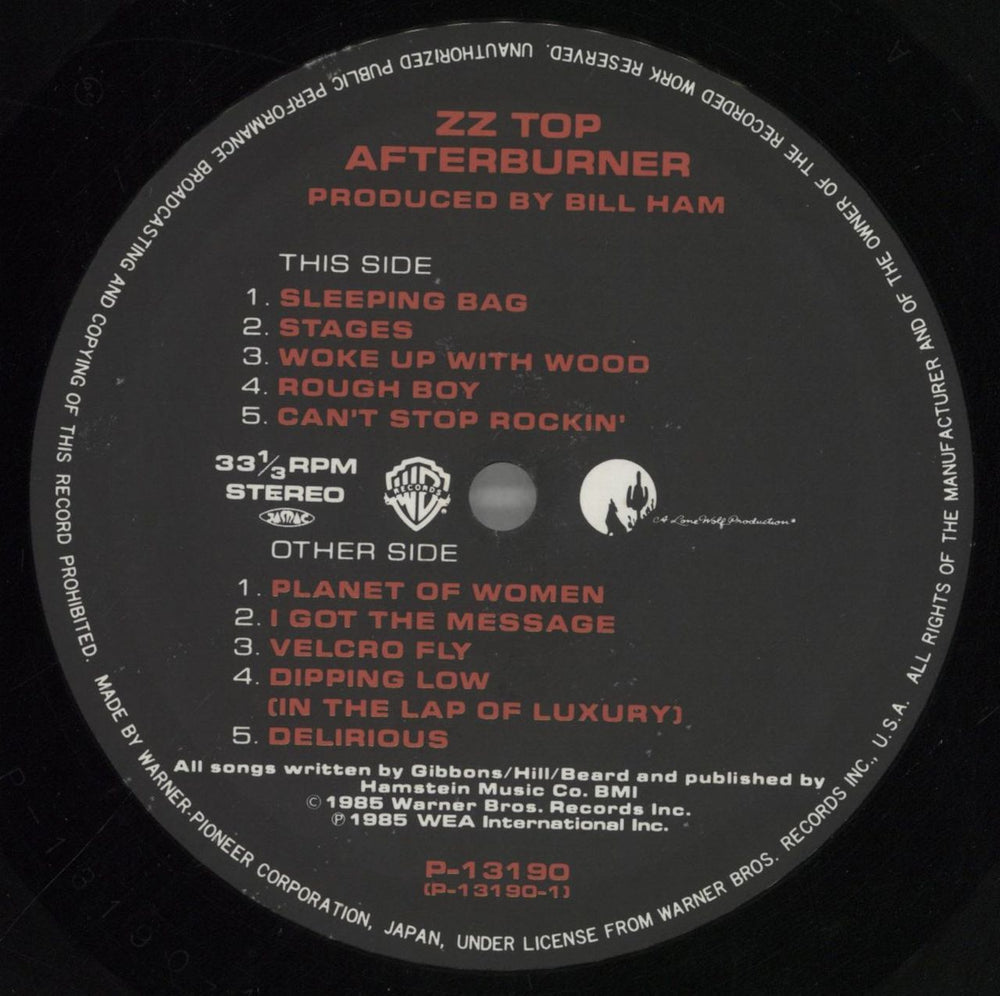 ZZ TOP
AFTERBURNER
PRODUCED BY BILL HAM
THIS SIDE
1. SLEEPING BAG
2. STAGES
3. WOKE UP WITH WOOD
4. ROUGH BOY
5. CAN'T STOP ROCKIN'
33⅓ RPM
STEREO
JASRAC
RECORDS
A Lone Wolf Production®
OTHER SIDE
1. PLANET OF WOMEN
2. I GOT THE MESSAGE
3. VELCRO FLY
4. DIPPING LOW
(IN THE LAP OF LUXURY)
5. DELIRIOUS
All songs written by Gibbons/Hill/Beard and published by
Hamstein Music Co. BMI
© 1985 Warner Bros. Records Inc.
℗ 1985 WEA International Inc.
P-13190
(P-13190-1)
MADE BY WARNER-PIONEER CORPORATION, JAPAN, UNDER LICENSE FROM WARNER BROS. RECORDS INC., U.S.A. ALL RIGHTS OF THE MANUFACTURER AND OF THE OWNER OF THE RECORDED WORK RESERVED. UNAUTHORIZED PUBLIC PERFORMANCE BROADCASTING AND COPYING OF THIS RECORD PROHIBITED.